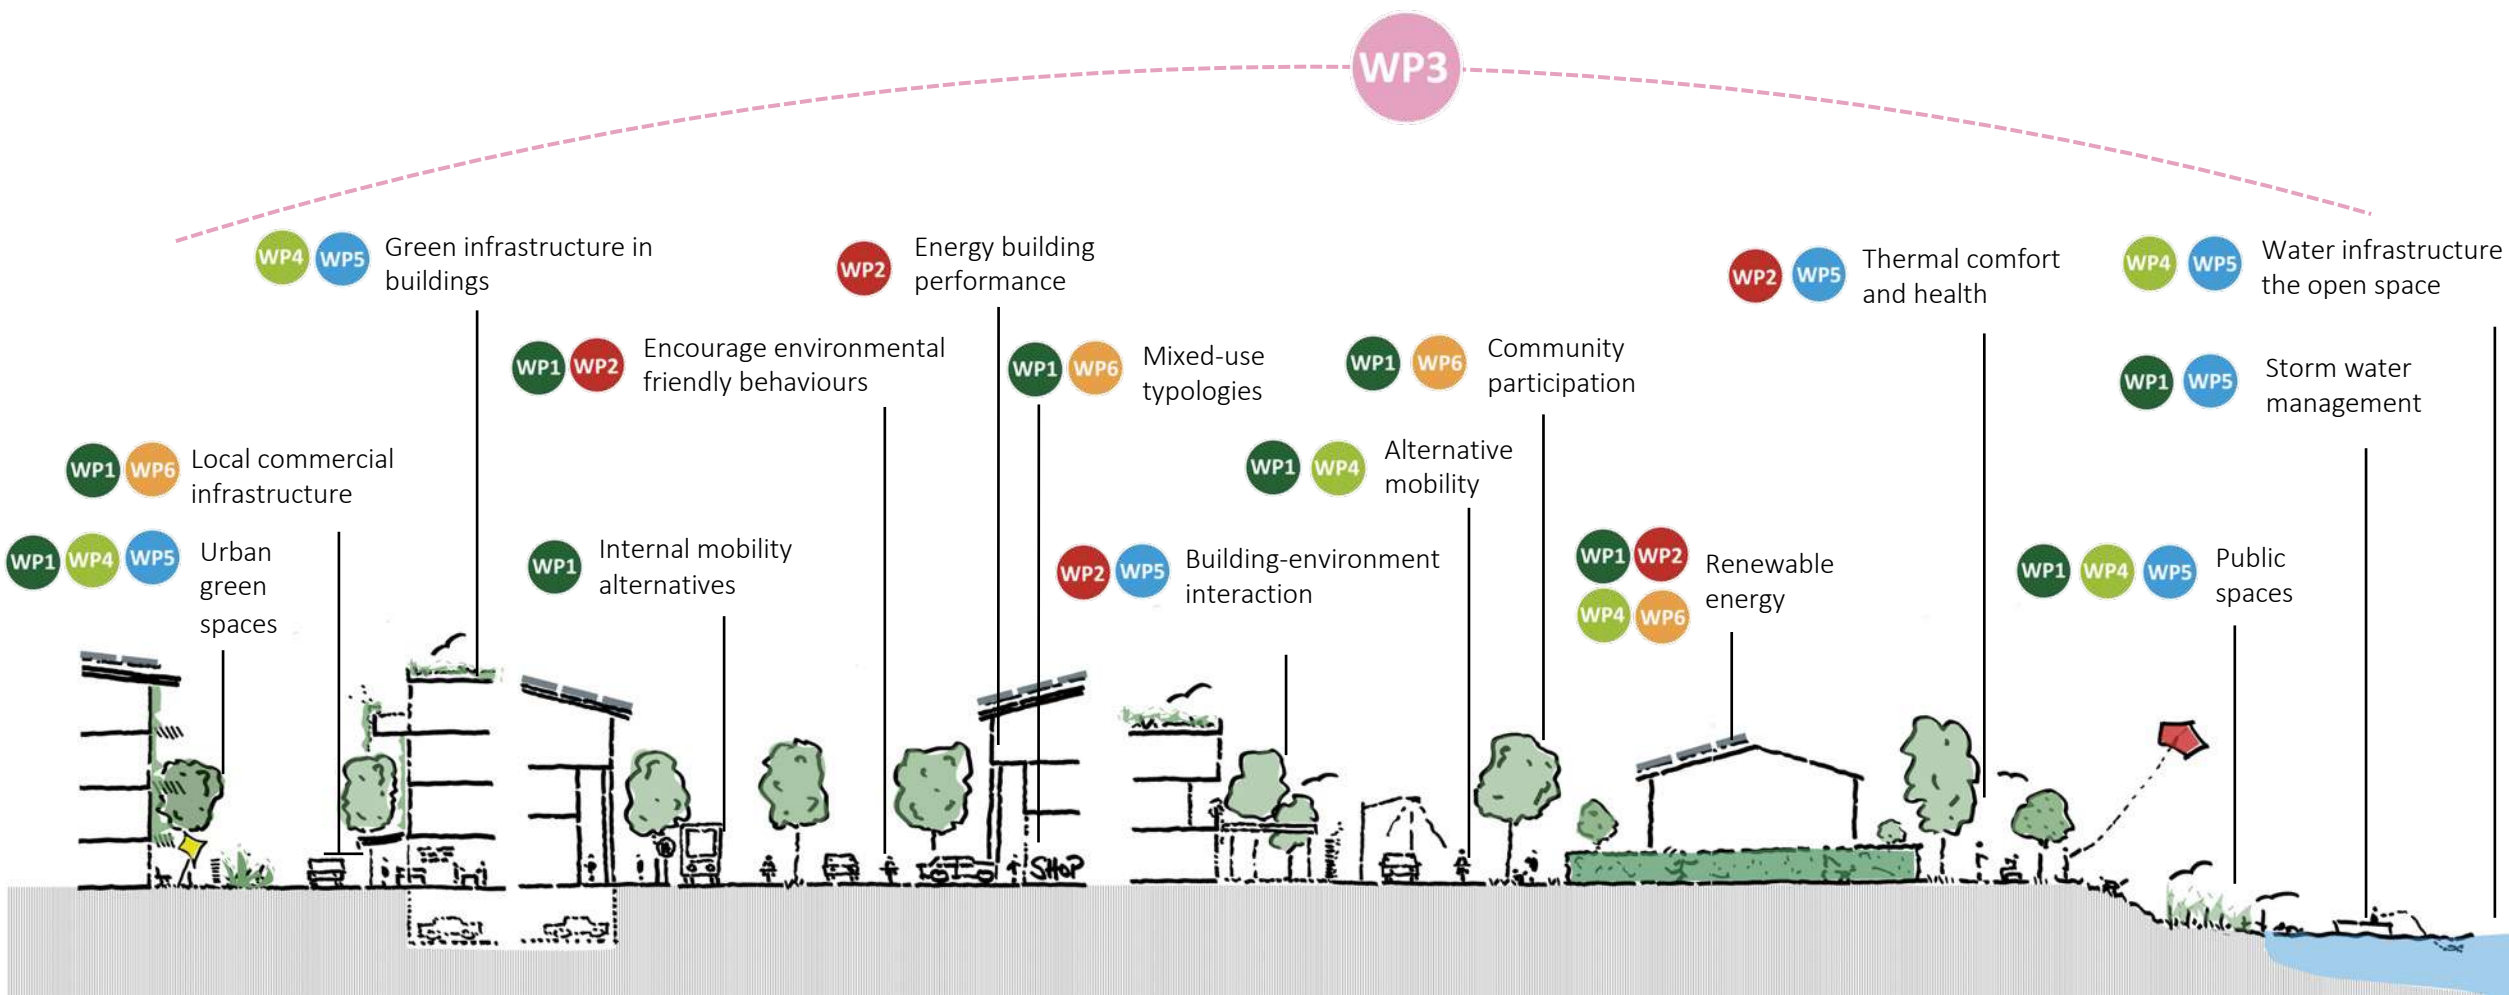 WP3
WP4 WP5 Green infrastructure in
buildings
WP2 Energy building
performance
WP2 WP5 Thermal comfort
and health
WP4 WP5 Water infrastructure
the open space
WP1 WP2 Encourage environmental
friendly behaviours
WP1 WP6 Mixed-use
typologies
WP1 WP6 Community
participation
WP1 WP5 Storm water
management
WP1 WP6 Local commercial
infrastructure
WP1 WP4 Alternative
mobility
WP1 WP4 WP5 Urban
green
spaces
WP1 Internal mobility
alternatives
WP2 WP5 Building-environment
interaction
WP1 WP2
WP4 WP6
Renewable
energy
WP1 WP4 WP5 Public
spaces
SHOP